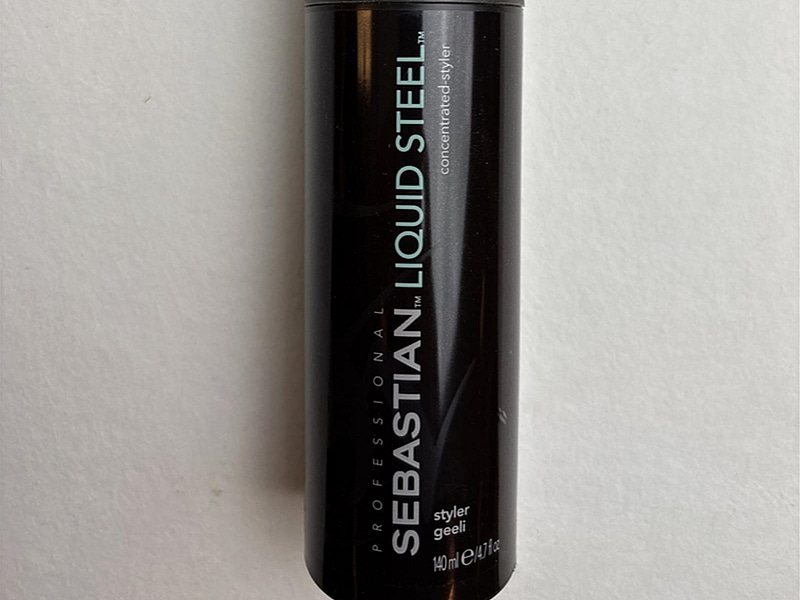 PROFESSIONAL
SEBASTIAN™ LIQUID STEEL™
concentrated-styler
styler
geeli
140 ml e/4.7 fl oz